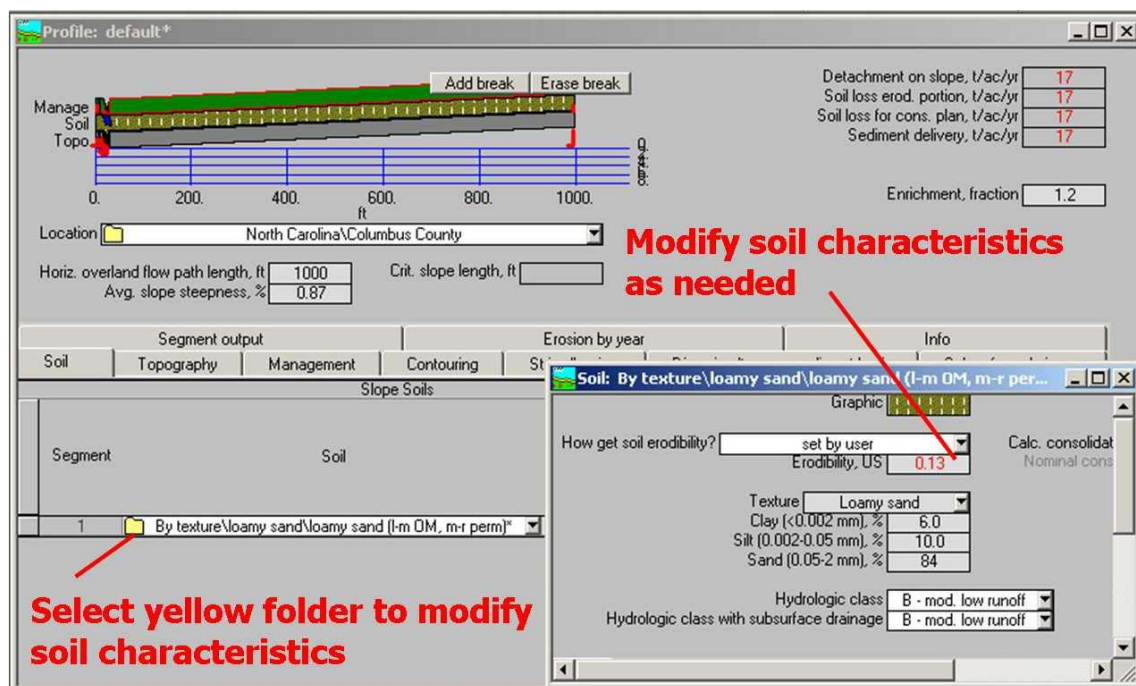 Profile: default*
Add break Erase break
Manage
Soil
Topo
0. 200. 400. 600. 800. 1000.
ft
Detachment on slope, t/ac/yr 17
Soil loss erod. portion, t/ac/yr 17
Soil loss for cons. plan, t/ac/yr 17
Sediment delivery, t/ac/yr 17
Enrichment, fraction 1.2
Location North Carolina\Columbus County
Horiz. overland flow path length, ft 1000 Crit. slope length, ft
Avg. slope steepness, % 0.87
Modify soil characteristics
as needed
Segment output Erosion by year Info
Soil Topography Management Contouring
Slope Soils
Segment Soil
1 By texture\loamy sand\loamy sand (l-m OM, m-r perm)*
Select yellow folder to modify
soil characteristics
Soil: By texture\loamy sand\loamy sand (l-m OM, m-r per...
Graphic
How get soil erodibility? set by user Calc. consolidat
Erodibility, US 0.13 Nominal cons
Texture Loamy sand
Clay (<0.002 mm), % 6.0
Silt (0.002-0.05 mm), % 10.0
Sand (0.05-2 mm), % 84
Hydrologic class B - mod. low runoff
Hydrologic class with subsurface drainage B - mod. low runoff